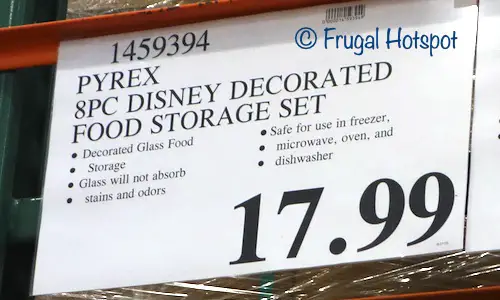 © Frugal Hotspot
1459394
PYREX
8PC DISNEY DECORATED
FOOD STORAGE SET
• Decorated Glass Food
• Storage
• Glass will not absorb
• stains and odors
• Safe for use in freezer,
• microwave, oven, and
• dishwasher
17.99